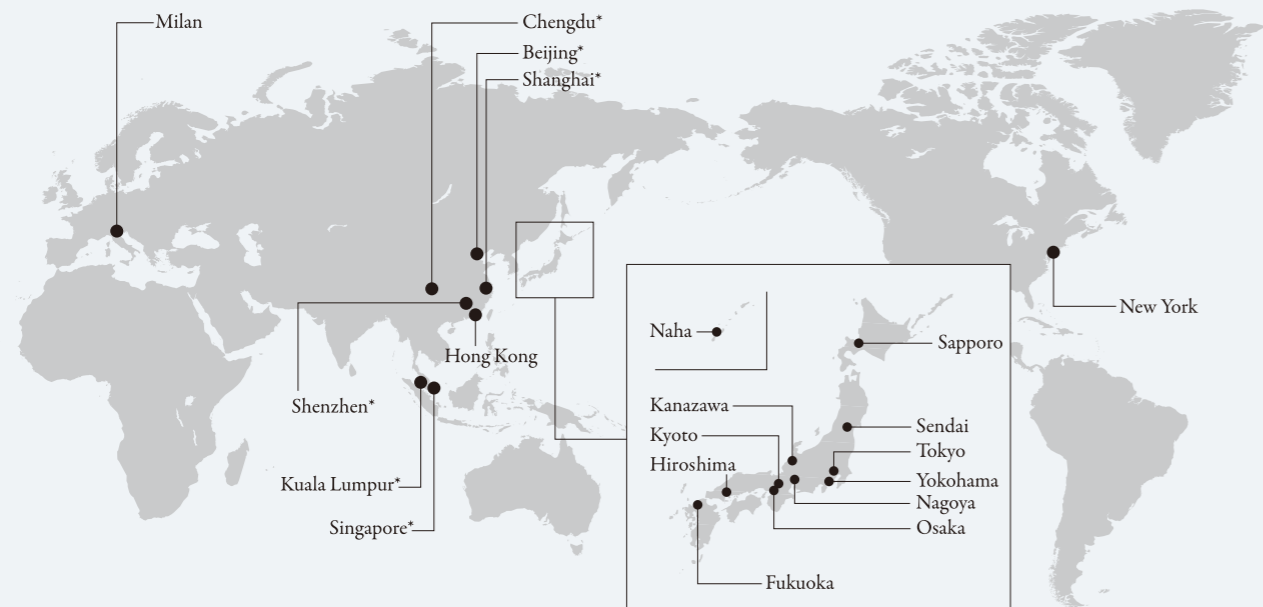 Milan
Chengdu*
Beijing*
Shanghai*
New York
Hong Kong
Shenzhen*
Kuala Lumpur*
Singapore*
Naha
Sapporo
Kanazawa
Kyoto
Hiroshima
Sendai
Tokyo
Yokohama
Nagoya
Osaka
Fukuoka